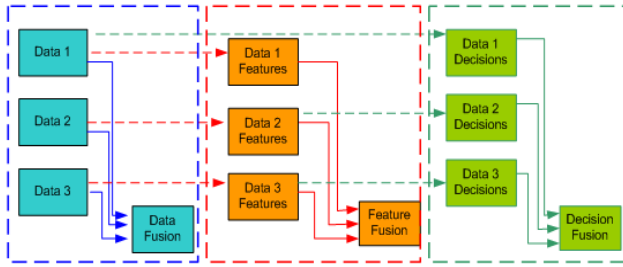 Data 1
Data 2
Data 3
Data
Fusion
Data 1
Features
Data 2
Features
Data 3
Features
Feature
Fusion
Data 1
Decisions
Data 2
Decisions
Data 3
Decisions
Decision
Fusion